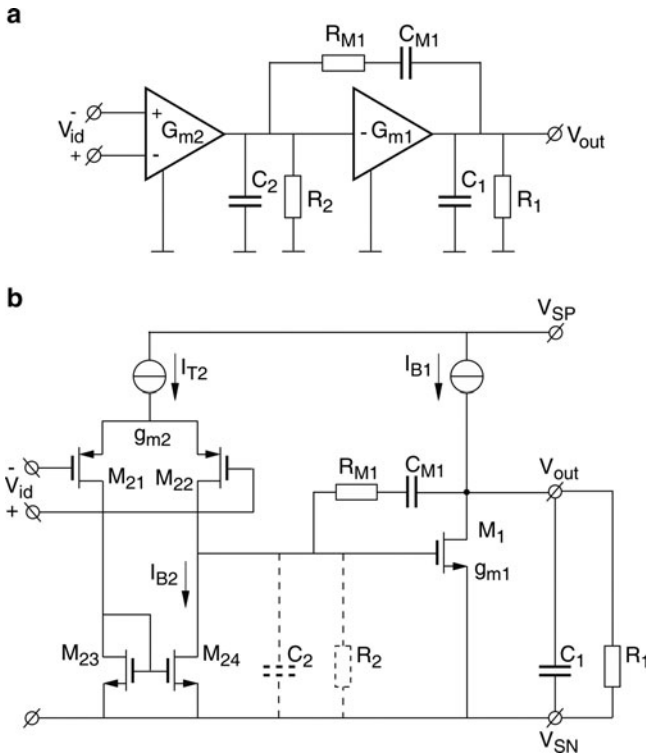 a
R_M1 C_M1
-
V_id
+
+
-
G_m2
-
G_m1
V_out
C_2
R_2
C_1
R_1
b
V_SP
I_T2
I_B1
g_m2
-
V_id
+
M_21
M_22
R_M1
C_M1
V_out
M_1
g_m1
I_B2
M_23
M_24
C_2
R_2
C_1
R_1
V_SN